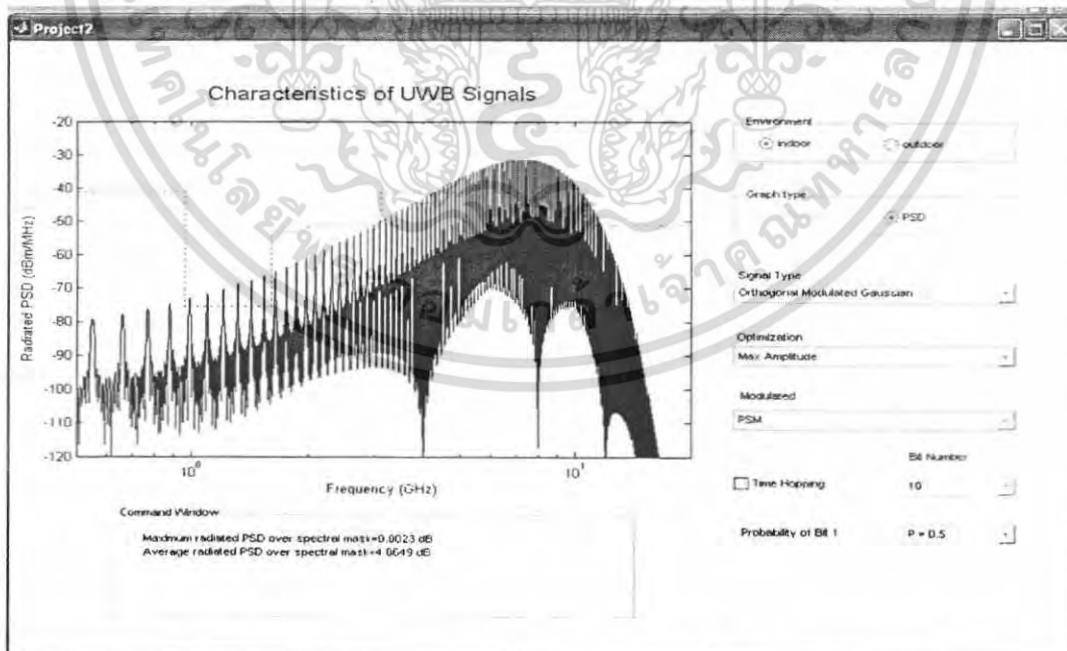 Project2
Characteristics of UWB Signals
-20
-30
-40
-50
-60
-70
-80
-90
-100
-110
-120
Radiated PSD (dBm/MHz)
10⁰
10¹
Frequency (GHz)
Command Window
Average radiated PSD over spectral mask=4.8649 dB
Environment
indoor
outdoor
Graph type
PSD
Signal Type
Orthogonal Modulated Gaussian
Optimization
Max Amplitude
Modulated
PSM
Bit Number
Time Hopping
10
Probability of Bit 1
P = 0.5